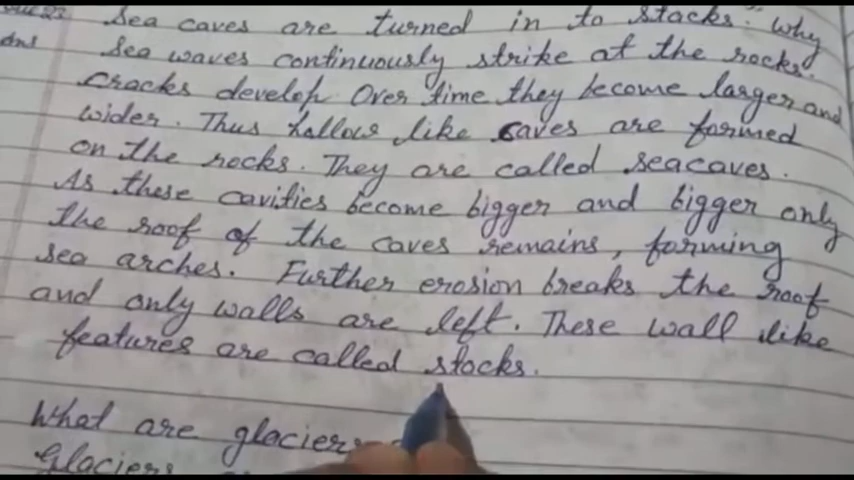 Sea caves are turned in to stacks." Why
Ans Sea waves continuously strike at the rocks.
Cracks develop Over time they become larger and
wider. Thus hollow like caves are formed
on the rocks. They are called seacaves.
As these cavities become bigger and bigger only
the roof of the caves remains, forming
sea arches. Further erosion breaks the roof
and only walls are left. These wall like
features are called stacks.
What are glaciers
Glaciers